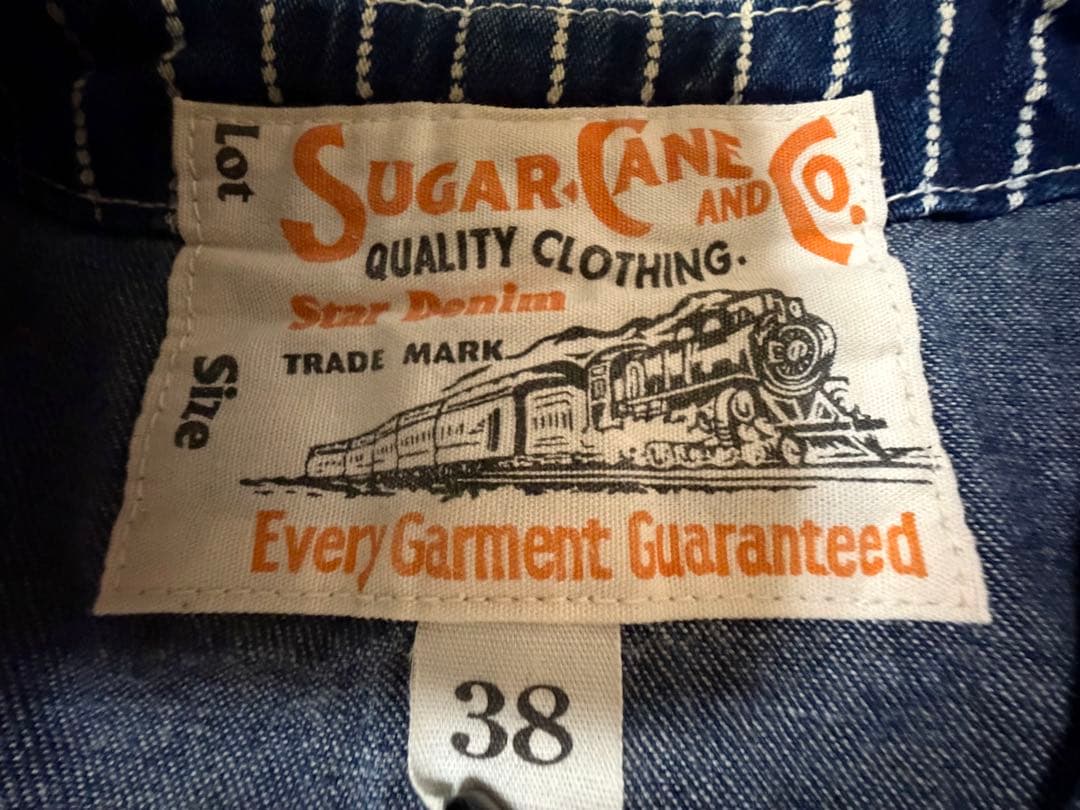 Lot
SUGAR CANE AND CO.
QUALITY CLOTHING.
Star Denim
TRADE MARK
Size
Every Garment Guaranteed
38